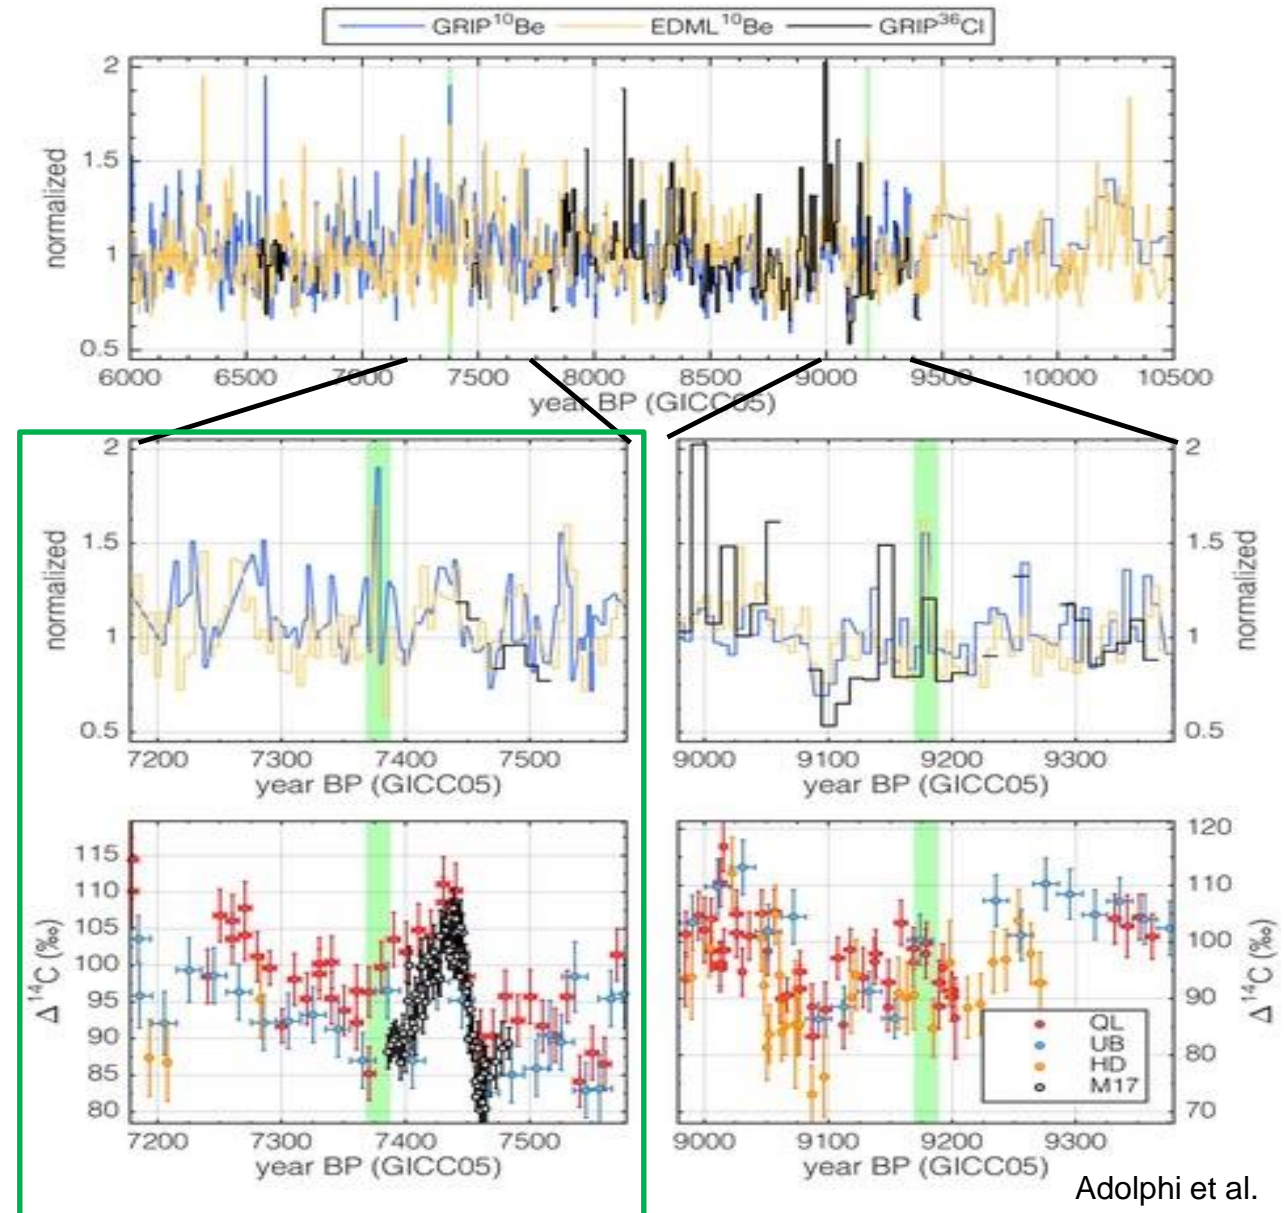 GRIP¹⁰Be EDML¹⁰Be GRIP³⁶Cl
2
1.5
1
0.5
normalized
6000 6500 7000 7500 8000 8500 9000 9500 10000 10500
year BP (GICC05)
2
1.5
1
0.5
normalized
7200 7300 7400 7500
year BP (GICC05)
2
1.5
1
0.5
normalized
9000 9100 9200 9300
year BP (GICC05)
115
110
105
100
95
90
85
80
Δ¹⁴C (‰)
7200 7300 7400 7500
year BP (GICC05)
120
110
100
90
80
70
Δ¹⁴C (‰)
QL
UB
HD
M17
9000 9100 9200 9300
year BP (GICC05)
Adolphi et al.